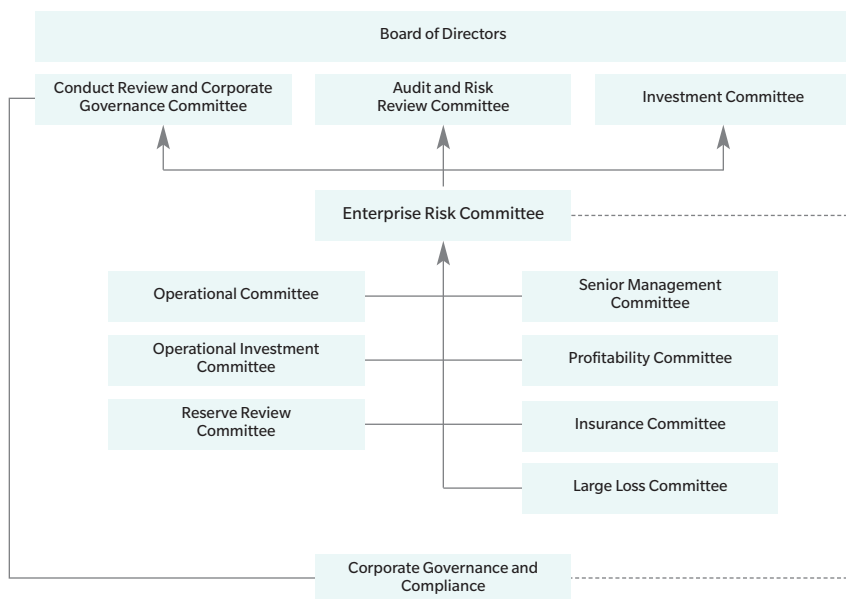 Board of Directors
Conduct Review and Corporate
Governance Committee
Audit and Risk
Review Committee
Investment Committee
Enterprise Risk Committee
Operational Committee
Senior Management
Committee
Operational Investment
Committee
Profitability Committee
Reserve Review
Committee
Insurance Committee
Large Loss Committee
Corporate Governance and
Compliance